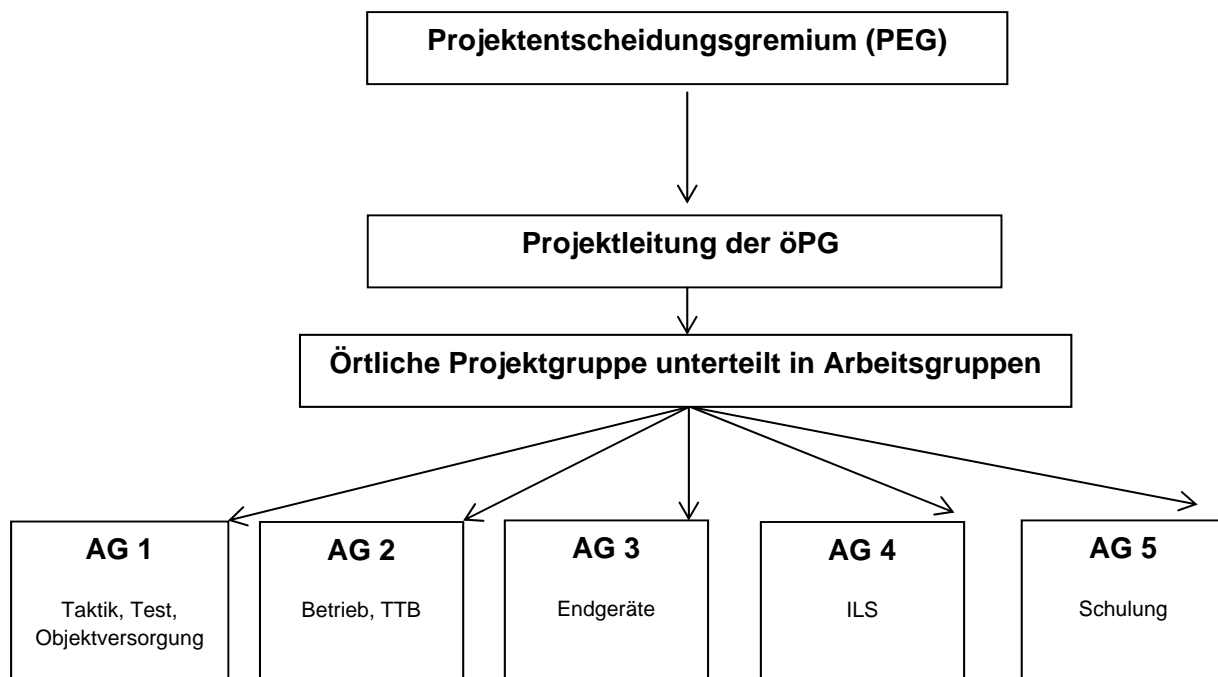 Projektentscheidungsgremium (PEG)
Projektleitung der öPG
Örtliche Projektgruppe unterteilt in Arbeitsgruppen
AG 1
Taktik, Test,
Objektversorgung
AG 2
Betrieb, TTB
AG 3
Endgeräte
AG 4
ILS
AG 5
Schulung